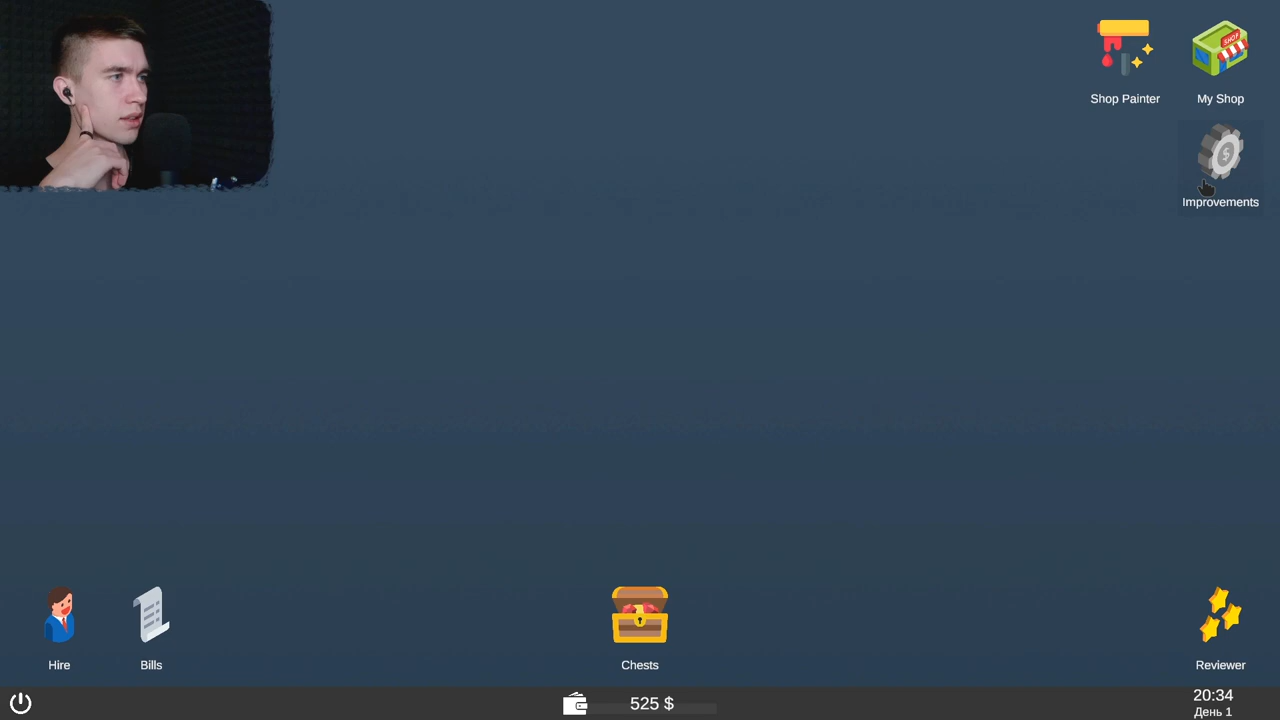 SHOP
Shop Painter
My Shop
$
Improvements
Hire
Bills
Chests
Reviewer
525 $
20:34
День 1